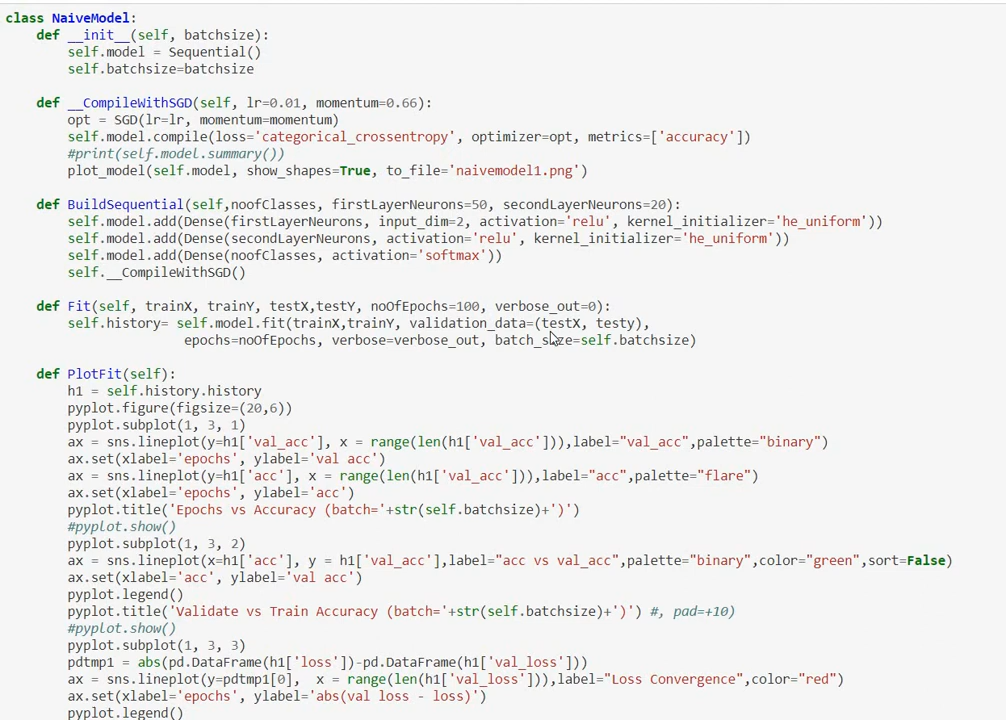 class NaiveModel:
    def __init__(self, batchsize):
        self.model = Sequential()
        self.batchsize=batchsize

    def __CompileWithSGD(self, lr=0.01, momentum=0.66):
        opt = SGD(lr=lr, momentum=momentum)
        self.model.compile(loss='categorical_crossentropy', optimizer=opt, metrics=['accuracy'])
        #print(self.model.summary())
        plot_model(self.model, show_shapes=True, to_file='naivemodel1.png')

    def BuildSequential(self,noofClasses, firstLayerNeurons=50, secondLayerNeurons=20):
        self.model.add(Dense(firstLayerNeurons, input_dim=2, activation='relu', kernel_initializer='he_uniform'))
        self.model.add(Dense(secondLayerNeurons, activation='relu', kernel_initializer='he_uniform'))
        self.model.add(Dense(noofClasses, activation='softmax'))
        self.__CompileWithSGD()

    def Fit(self, trainX, trainY, testX,testY, noOfEpochs=100, verbose_out=0):
        self.history= self.model.fit(trainX,trainY, validation_data=(testX, testy),
                       epochs=noOfEpochs, verbose=verbose_out, batch_size=self.batchsize)

    def PlotFit(self):
        h1 = self.history.history
        pyplot.figure(figsize=(20,6))
        pyplot.subplot(1, 3, 1)
        ax = sns.lineplot(y=h1['val_acc'], x = range(len(h1['val_acc'])),label="val_acc",palette="binary")
        ax.set(xlabel='epochs', ylabel='val acc')
        ax = sns.lineplot(y=h1['acc'], x = range(len(h1['val_acc'])),label="acc",palette="flare")
        ax.set(xlabel='epochs', ylabel='acc')
        pyplot.title('Epochs vs Accuracy (batch='+str(self.batchsize)+')')
        #pyplot.show()
        pyplot.subplot(1, 3, 2)
        ax = sns.lineplot(x=h1['acc'], y = h1['val_acc'],label="acc vs val_acc",palette="binary",color="green",sort=False)
        ax.set(xlabel='acc', ylabel='val acc')
        pyplot.legend()
        pyplot.title('Validate vs Train Accuracy (batch='+str(self.batchsize)+')') #, pad=+10)
        #pyplot.show()
        pyplot.subplot(1, 3, 3)
        pdtmp1 = abs(pd.DataFrame(h1['loss'])-pd.DataFrame(h1['val_loss']))
        ax = sns.lineplot(y=pdtmp1[0],  x = range(len(h1['val_loss'])),label="Loss Convergence",color="red")
        ax.set(xlabel='epochs', ylabel='abs(val loss - loss)')
        pyplot.legend()